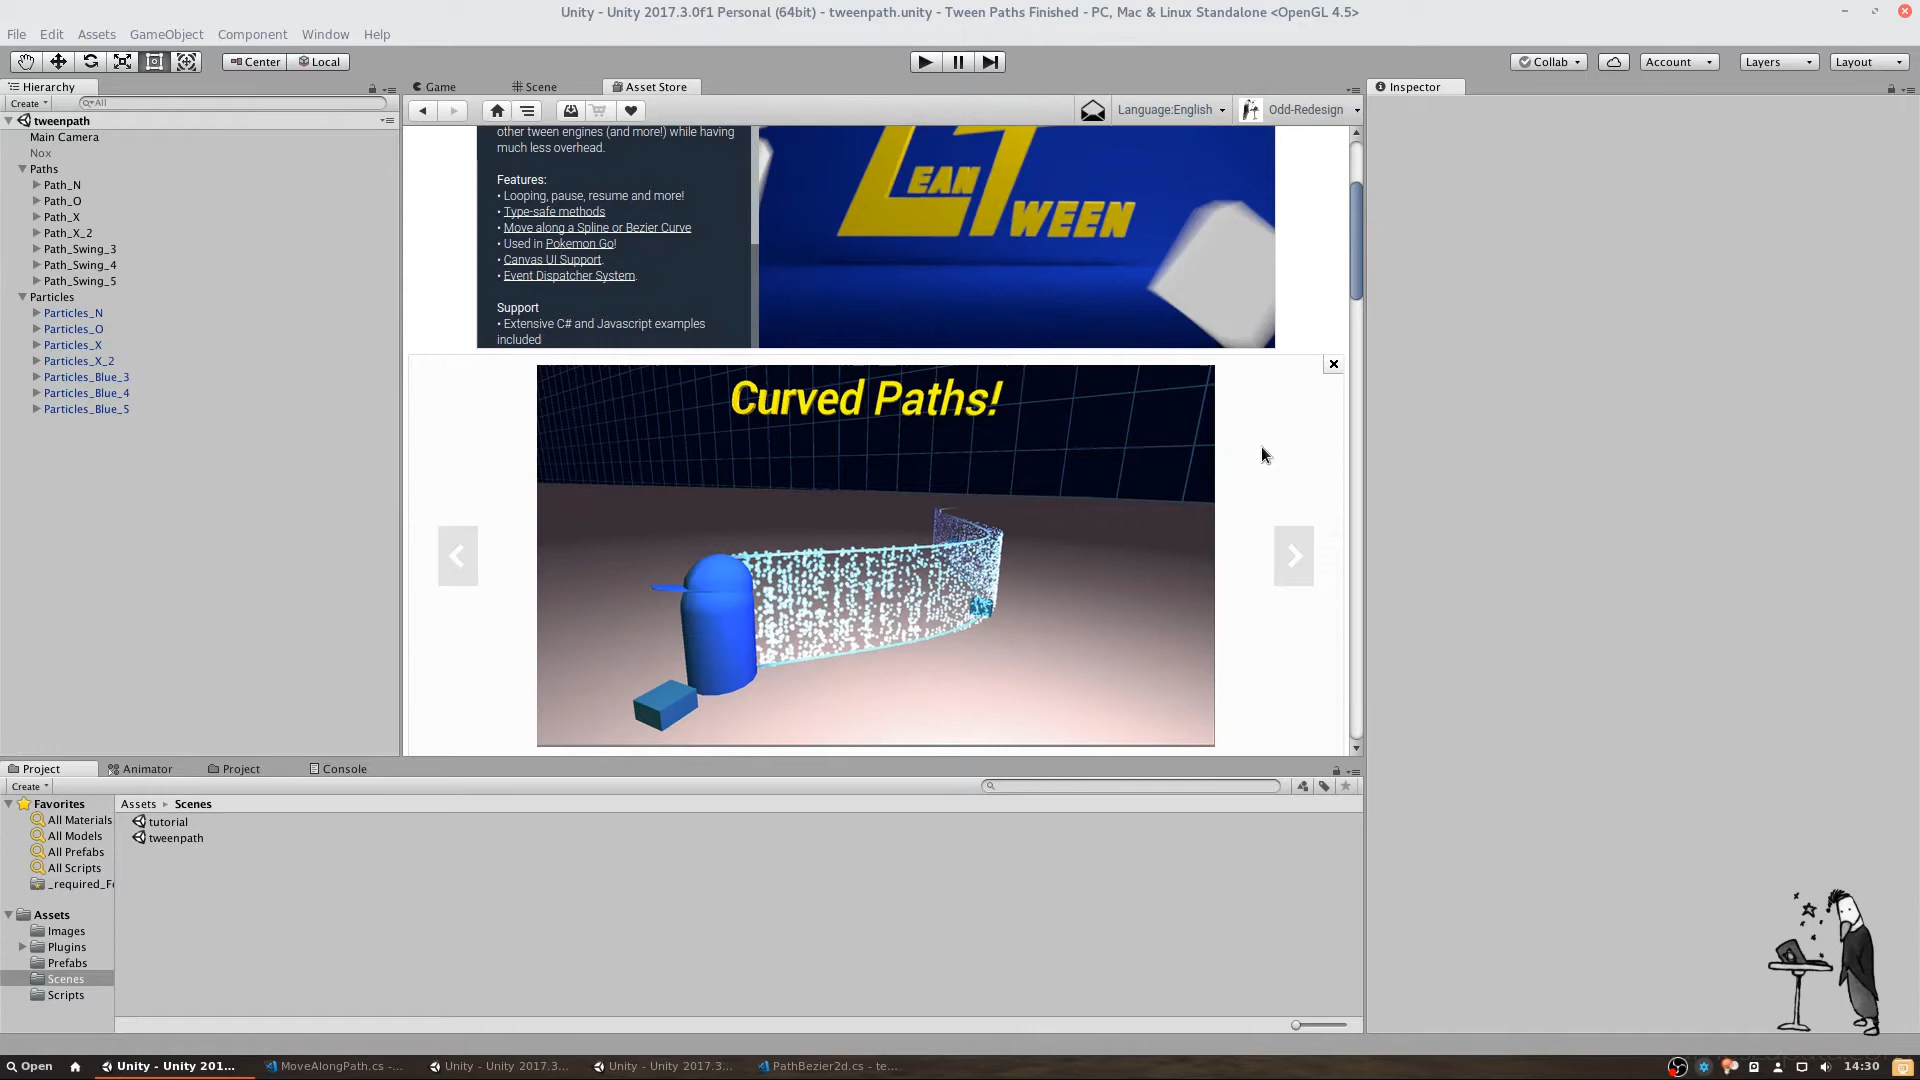 Unity - Unity 2017.3.0f1 Personal (64bit) - tweenpath.unity - Tween Paths Finished - PC, Mac & Linux Standalone <OpenGL 4.5>
File Edit Assets GameObject Component Window Help
Center Local Collab Account Layers Layout
Hierarchy Game Scene Asset Store Inspector
Create All Language:English Odd-Redesign
tweenpath
Main Camera
Nox
Paths
Path_N
Path_O
Path_X
Path_X_2
Path_Swing_3
Path_Swing_4
Path_Swing_5
Particles
Particles_N
Particles_O
Particles_X
Particles_X_2
Particles_Blue_3
Particles_Blue_4
Particles_Blue_5
other tween engines (and more!) while having
much less overhead.
Features:
• Looping, pause, resume and more!
• Type-safe methods
• Move along a Spline or Bezier Curve
• Used in Pokemon Go!
• Canvas UI Support.
• Event Dispatcher System.
Support
• Extensive C# and Javascript examples
included
LEAN TWEEN
Curved Paths!
Project Animator Project Console
Create
Favorites
All Materials
All Models
All Prefabs
All Scripts
_required_F
Assets
Images
Plugins
Prefabs
Scenes
Scripts
Assets Scenes
tutorial
tweenpath
Open Unity - Unity 201... MoveAlongPath.cs -... Unity - Unity 2017.3... Unity - Unity 2017.3... PathBezier2d.cs - te... 14:30